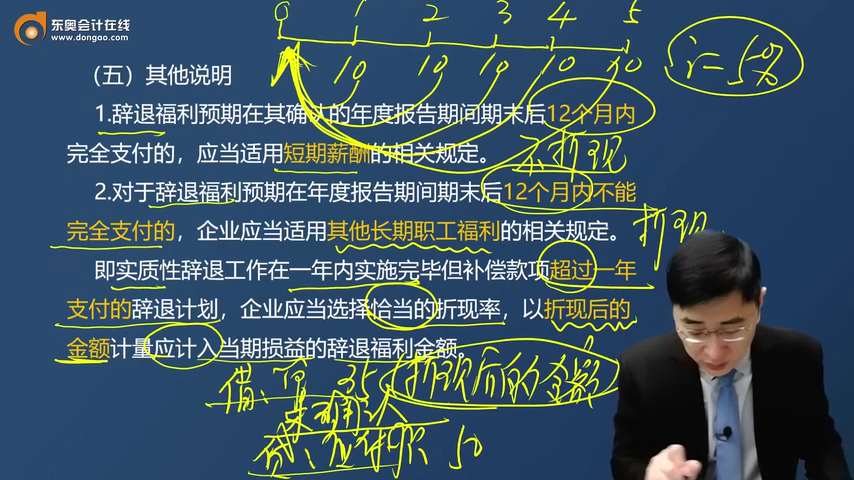 东奥会计在线
www.dongao.com
0 1 2 3 4 5
10 10 10 10 10
i=5%
（五）其他说明
1.辞退福利预期在其确认的年度报告期间期末后12个月内
完全支付的，应当适用短期薪酬的相关规定。
不折现
2.对于辞退福利预期在年度报告期间期末后12个月内不能
完全支付的，企业应当适用其他长期职工福利的相关规定。
折现
即实质性辞退工作在一年内实施完毕但补偿款项超过一年
支付的辞退计划，企业应当选择恰当的折现率，以折现后的
金额计量应计入当期损益的辞退福利金额。
借：管 35 折现后的金额
未确认
贷：应付职 50